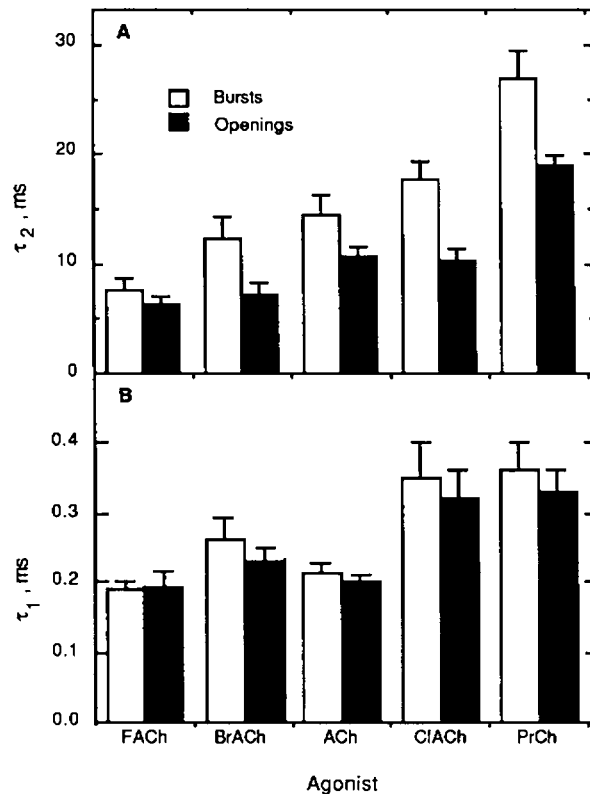 A
30
Bursts
Openings
20
τ2 , ms
10
0
B
0.4
0.3
τ1, ms
0.2
0.1
0.0
FACh BrACh ACh ClACh PrCh
Agonist